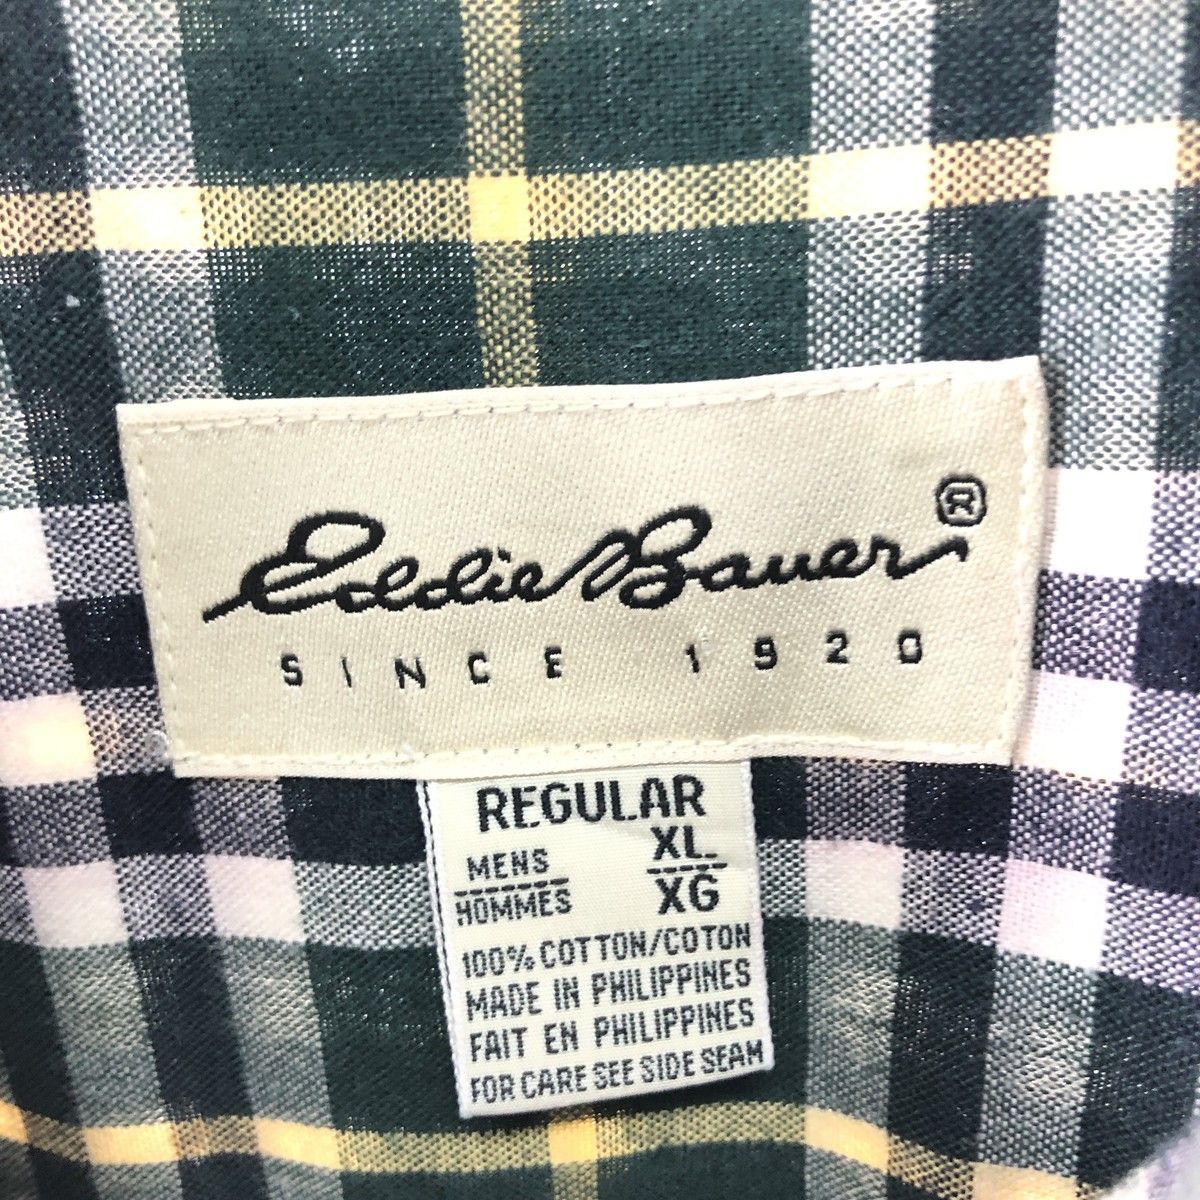 Eddie Bauer ®
SINCE 1920
REGULAR
MENS XL
HOMMES XG
100% COTTON/COTON
MADE IN PHILIPPINES
FAIT EN PHILIPPINES
FOR CARE SEE SIDE SEAM